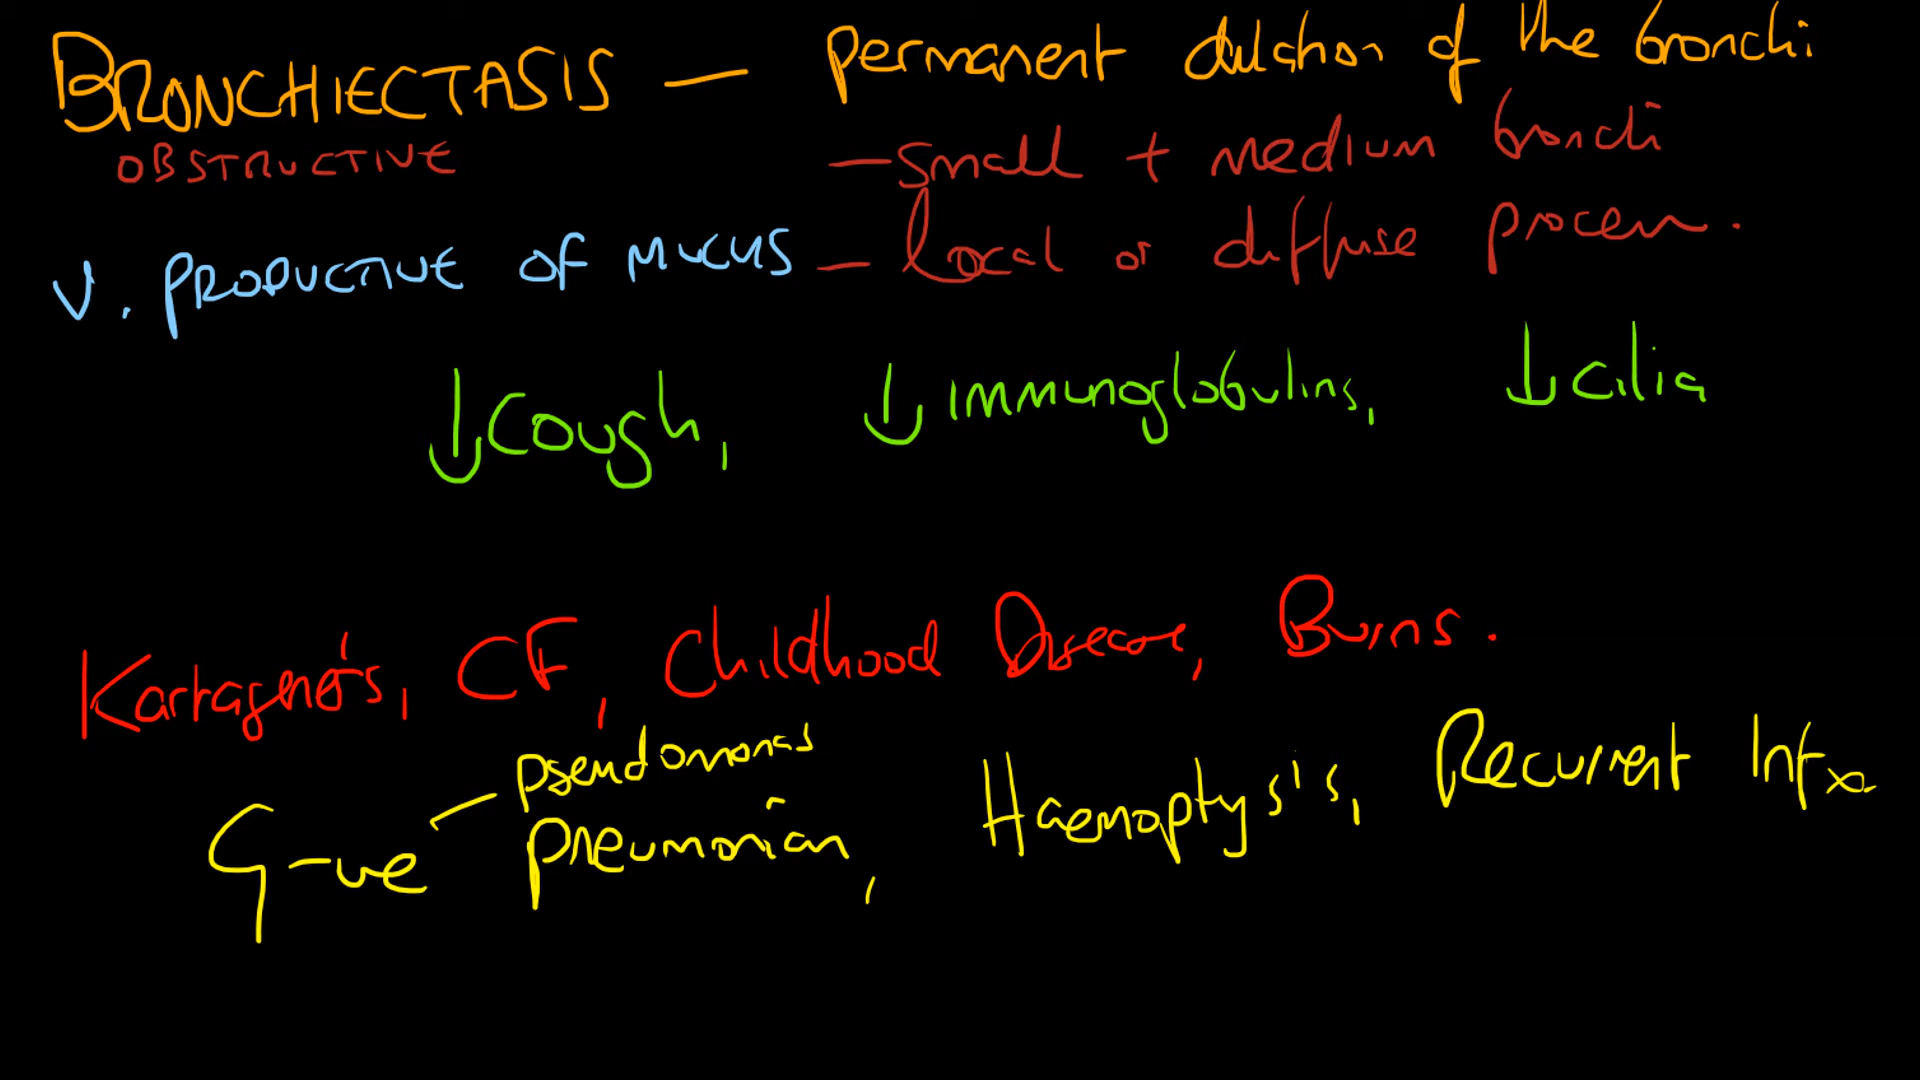 BRONCHIECTASIS — permanent dilation of the bronchi
OBSTRUCTIVE
- small + medium bronchi
V. PRODUCTIVE OF MUCUS
- local or diffuse process.
↓ Cough, ↓ immunoglobulins, ↓ cilia
Kartagener's, CF, Childhood Disease, Burns.
G-ve - pseudomonas
pneumonian, Haemoptysis, Recurrent Infx.